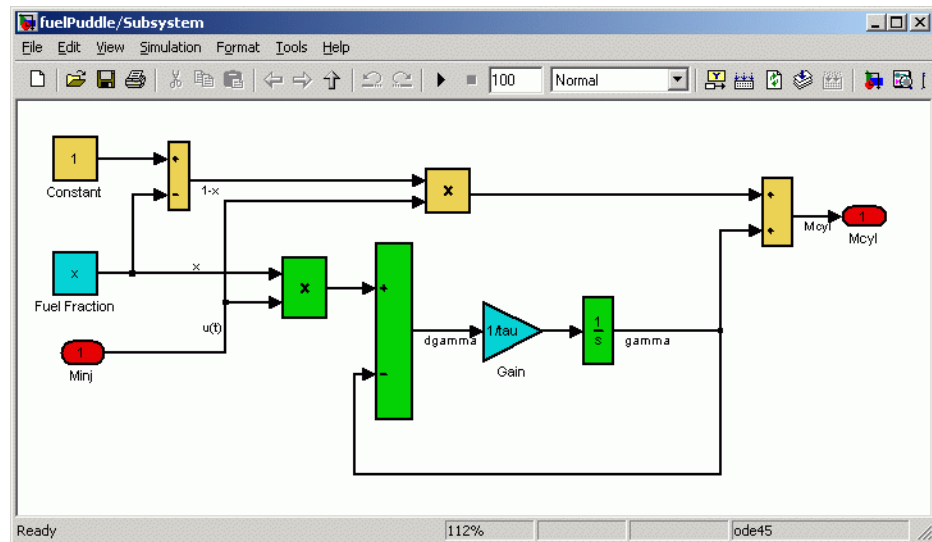 fuelPuddle/Subsystem
File Edit View Simulation Format Tools Help
100 Normal
1
Constant
+
-
1-x
x
Fuel Fraction
x
u(t)
1
Minj
x
x
+
-
dgamma
1/tau
Gain
1
s
gamma
+
+
Mcyl
1
Mcyl
Ready 112% ode45